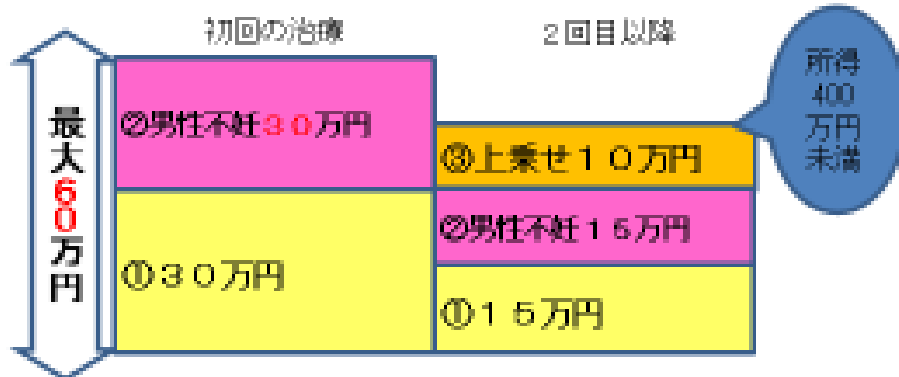 初回の治療
2回目以降
所得
400
万円
未満
最大60万円
②男性不妊30万円
③上乗せ10万円
②男性不妊15万円
①30万円
①15万円